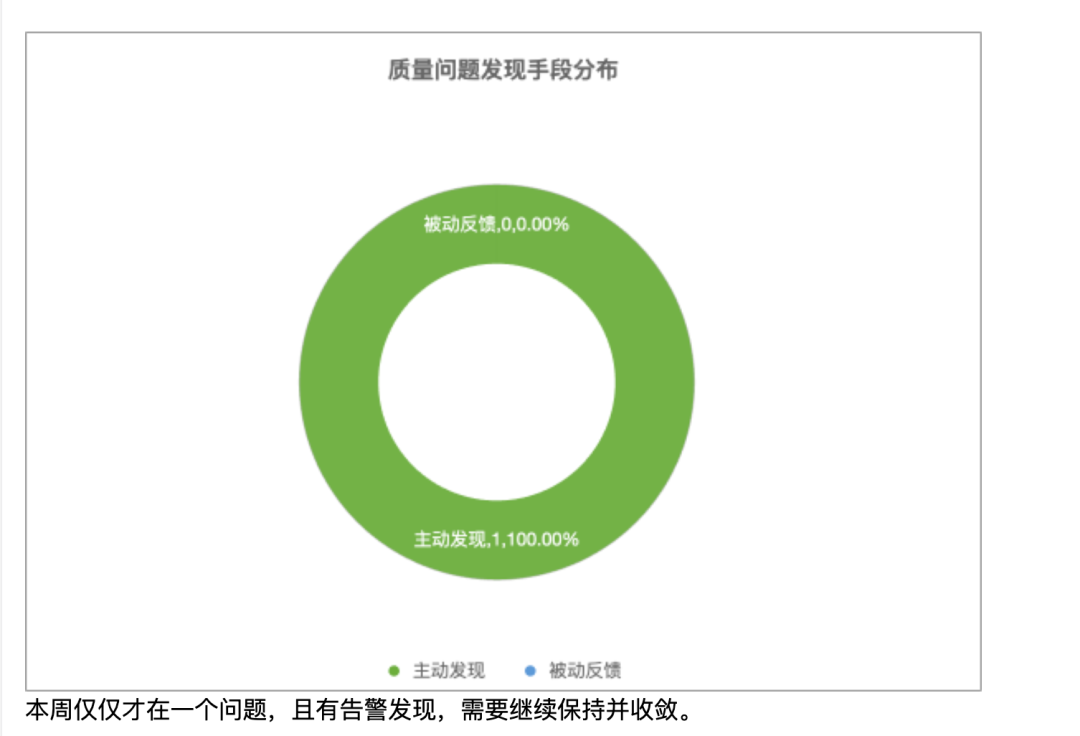 质量问题发现手段分布
被动反馈,0,0.00%
主动发现,1,100.00%
主动发现 被动反馈
本周仅仅才在一个问题，且有告警发现，需要继续保持并收敛。